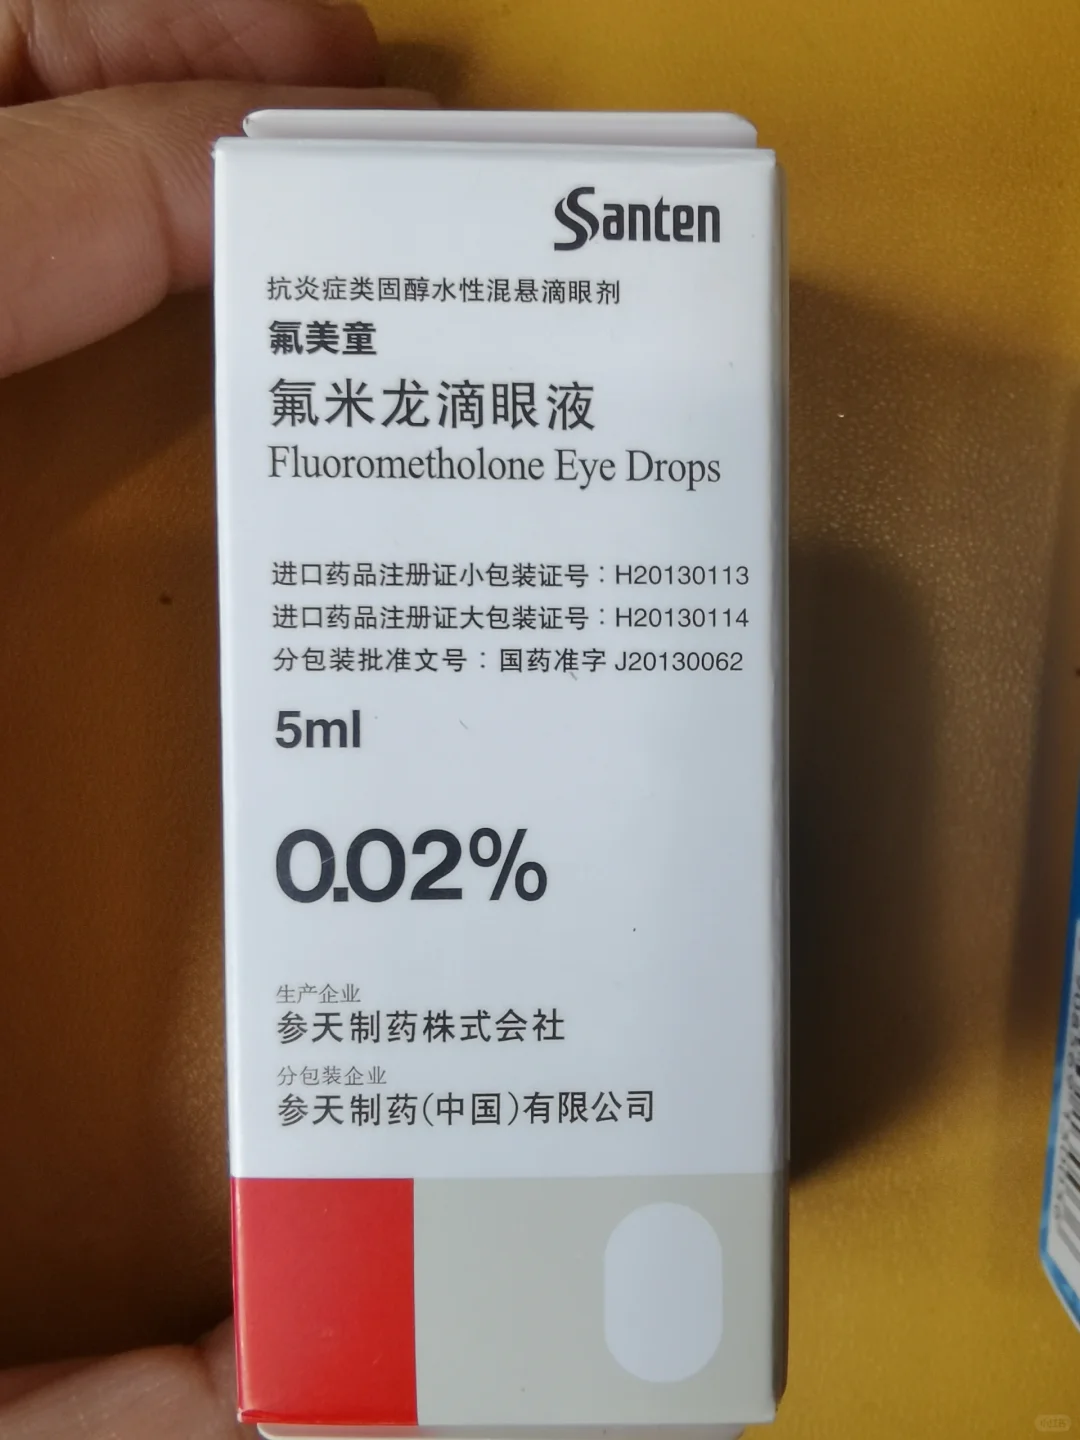 Santen
抗炎症类固醇水性混悬滴眼剂
氟美童
氟米龙滴眼液
Fluorometholone Eye Drops
进口药品注册证小包装证号：H20130113
进口药品注册证大包装证号：H20130114
分包装批准文号：国药准字 J20130062
5ml
0.02%
生产企业
参天制药株式会社
分包装企业
参天制药(中国)有限公司